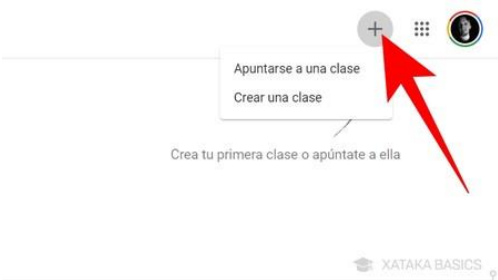 Apuntarse a una clase
Crear una clase
Crea tu primera clase o apúntate a ella
XATAKA BASICS